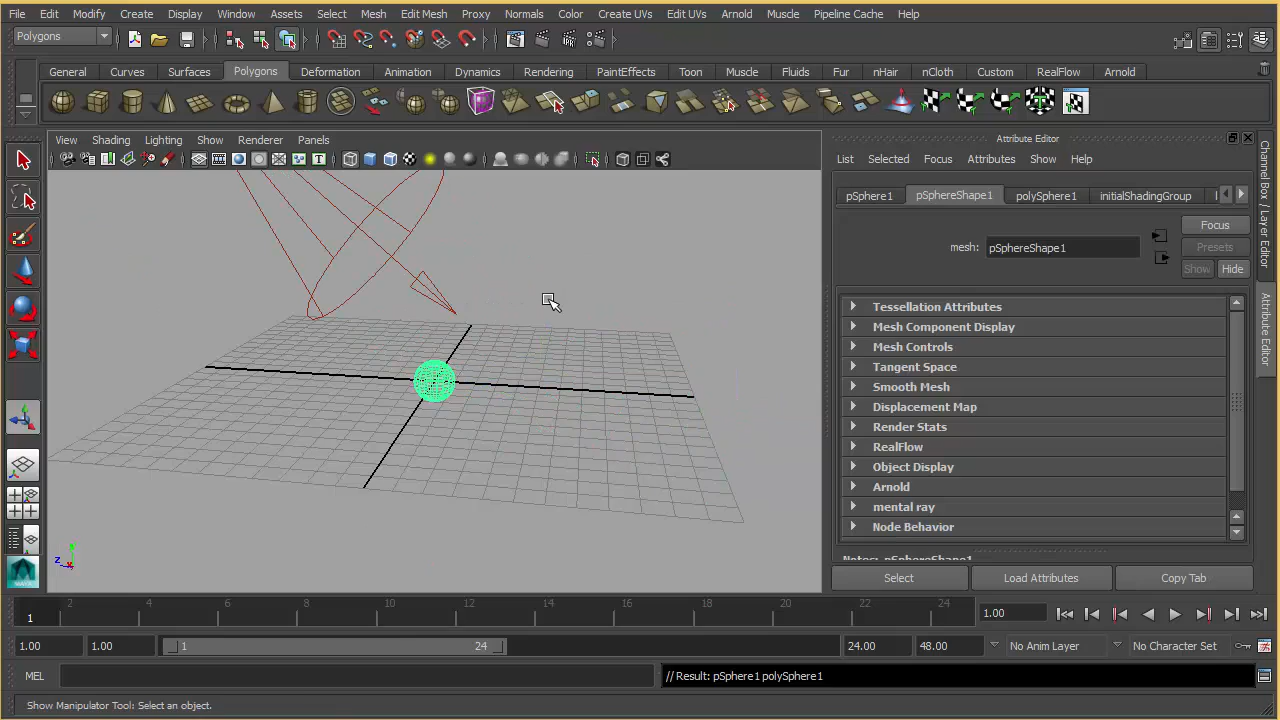 File Edit Modify Create Display Window Assets Select Mesh Edit Mesh Proxy Normals Color Create UVs Edit UVs Arnold Muscle Pipeline Cache Help
Polygons
General Curves Surfaces Polygons Deformation Animation Dynamics Rendering PaintEffects Toon Muscle Fluids Fur nHair nCloth Custom RealFlow Arnold
View Shading Lighting Show Renderer Panels
Attribute Editor
List Selected Focus Attributes Show Help
pSphere1 pSphereShape1 polySphere1 initialShadingGroup
Focus
mesh: pSphereShape1
Presets
Show Hide
Tessellation Attributes
Mesh Component Display
Mesh Controls
Tangent Space
Smooth Mesh
Displacement Map
Render Stats
RealFlow
Object Display
Arnold
mental ray
Node Behavior
Notes: pSphereShape1
Select Load Attributes Copy Tab
Channel Box / Layer Editor
Attribute Editor
z y x
1 2 4 6 8 10 12 14 16 18 20 22 24 1.00
1.00 1.00 1 24 24.00 48.00 No Anim Layer No Character Set
MEL // Result: pSphere1 polySphere1
Show Manipulator Tool: Select an object.